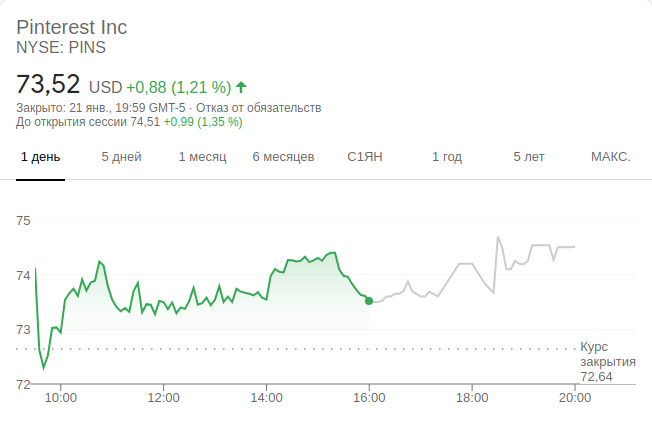 Pinterest Inc
NYSE: PINS
73,52 USD +0,88 (1,21 %)
Закрыто: 21 янв., 19:59 GMT-5 · Отказ от обязательств
До открытия сессии 74,51 +0,99 (1,35 %)
1 день 5 дней 1 месяц 6 месяцев С1ЯН 1 год 5 лет МАКС.
75
74
73
72
Курс
закрытия
72,64
10:00 12:00 14:00 16:00 18:00 20:00